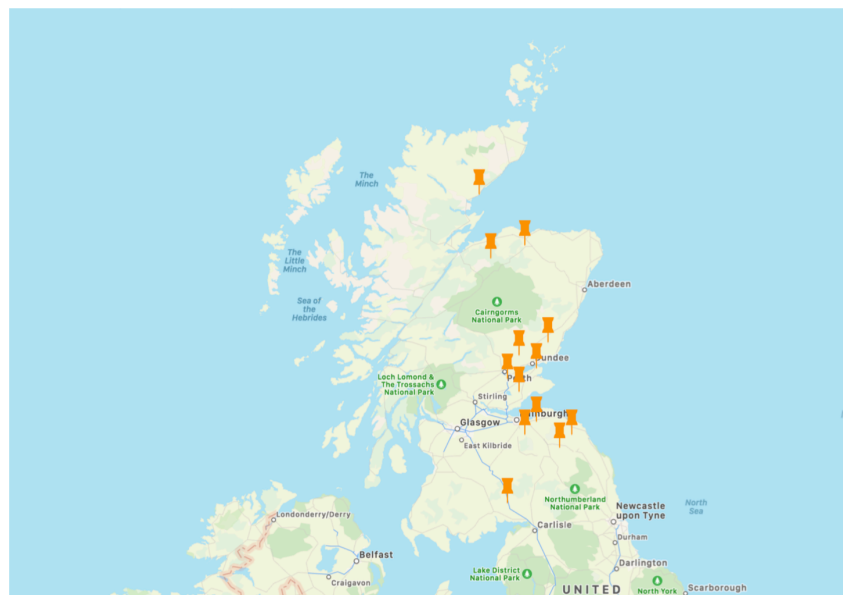 The
Minch
The
Little
Minch
Sea of
the
Hebrides
Aberdeen
Cairngorms
National Park
Dundee
Perth
Loch Lomond &
The Trossachs
National Park
Stirling
Edinburgh
Glasgow
East Kilbride
Northumberland
National Park
North
Sea
Newcastle
upon Tyne
Londonderry/Derry
Carlisle
Durham
Belfast
Darlington
Lake District
National Park
Craigavon
UNITED
North York
Scarborough